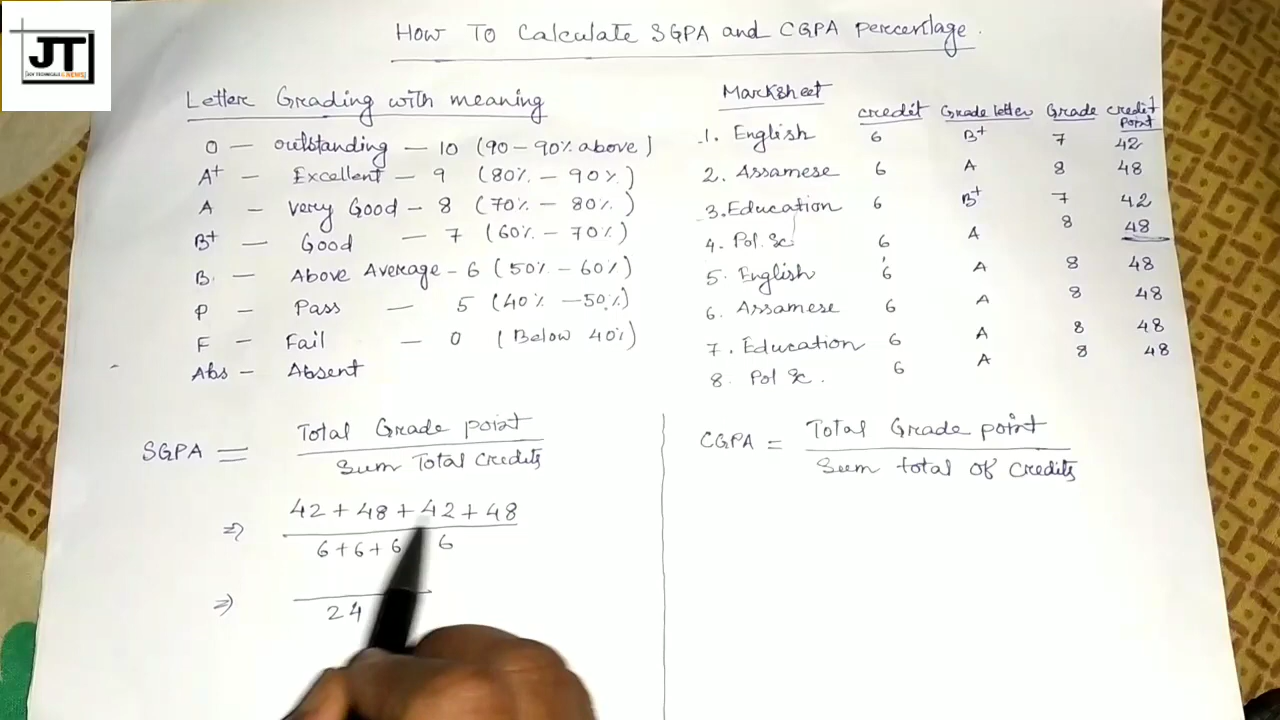 JT
How To Calculate SGPA and CGPA percentage.
Letter Grading with meaning
O — outstanding — 10 (90 – 90% above)
A+ — Excellent — 9 (80% – 90%)
A — Very Good – 8 (70% – 80%)
B+ — Good — 7 (60% – 70%)
B. — Above Average – 6 (50% – 60%)
P — Pass — 5 (40% – 50%)
F — Fail — 0 (Below 40%)
Abs – Absent
Marksheet
credit Grade letter Grade credit point
1. English 6 B+ 7 42
2. Assamese 6 A 8 48
3. Education 6 B+ 7 42
4. Pol. Sc 6 A 8 48
5. English 6 A 8 48
6. Assamese 6 A 8 48
7. Education 6 A 8 48
8. Pol Sc. 6 A 8 48
SGPA = Total Grade point
Sum Total Credits
⇒ 42 + 48 + 42 + 48
6 + 6 + 6 6
⇒
24
CGPA = Total Grade point
Sum total of Credits